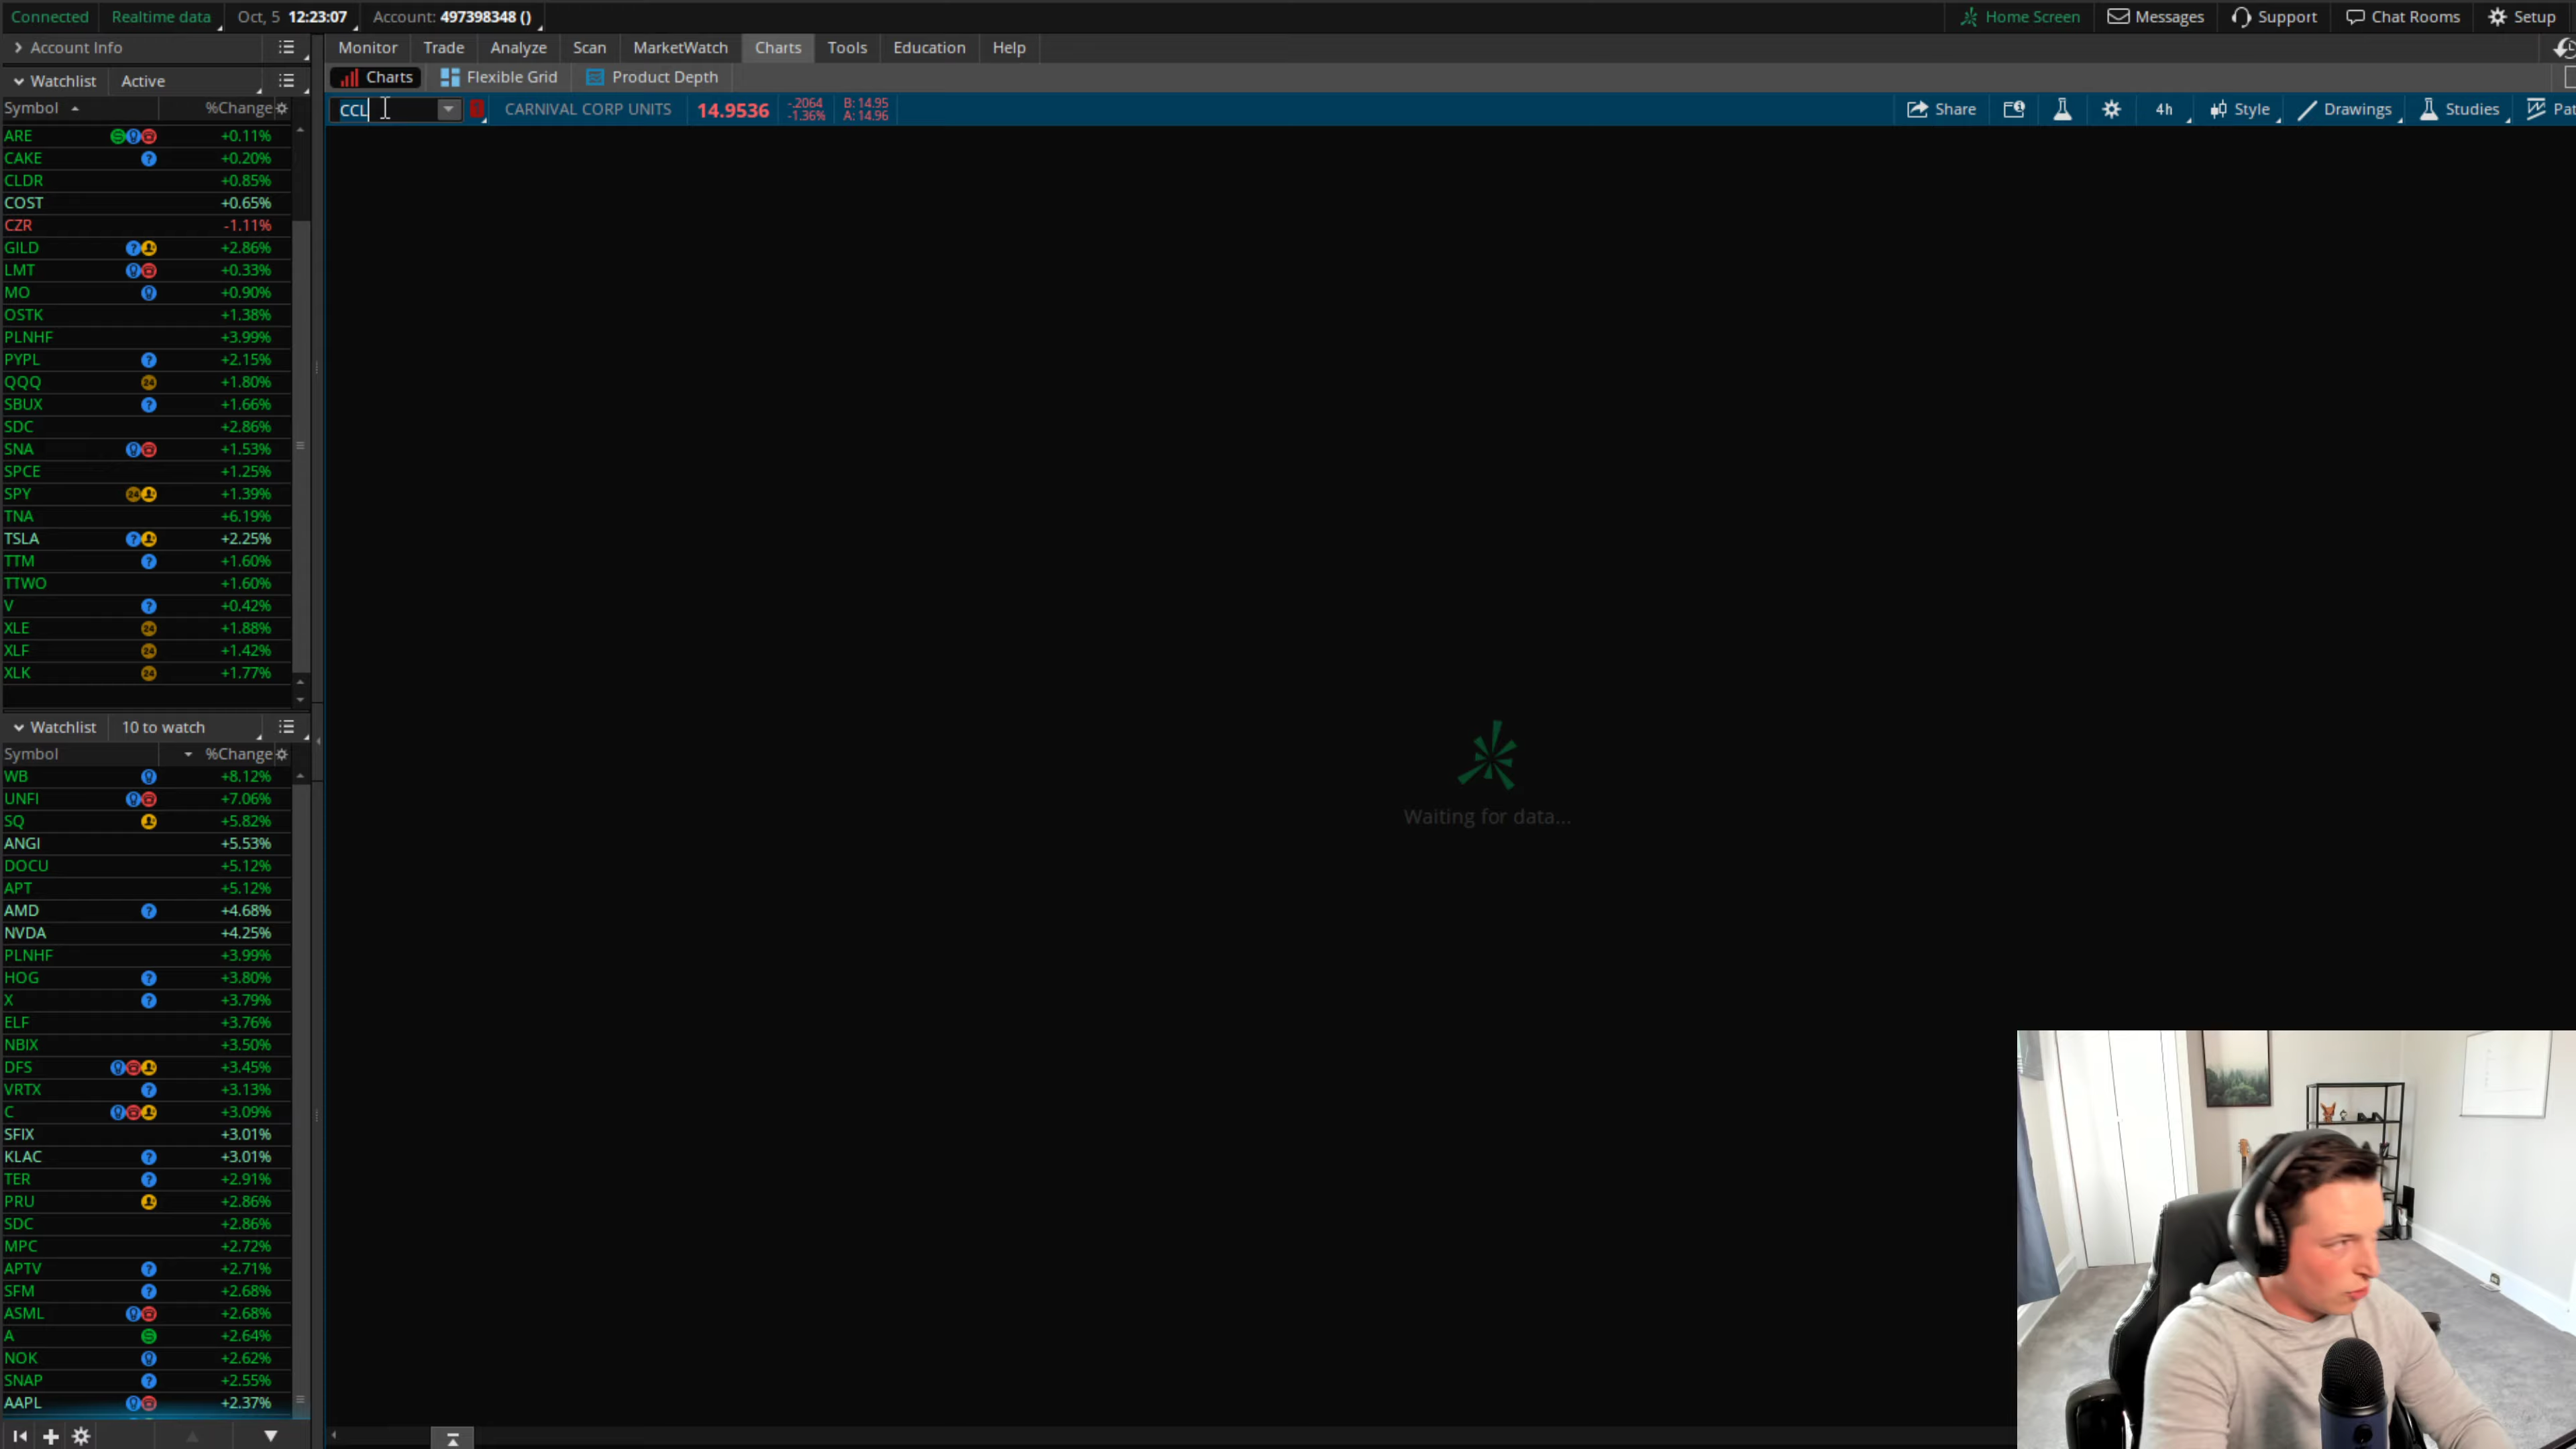 Connected Realtime data Oct, 5 12:23:07 Account: 497398348 () Home Screen Messages Support Chat Rooms Setup
Account Info Monitor Trade Analyze Scan MarketWatch Charts Tools Education Help
Watchlist Active Charts Flexible Grid Product Depth
Symbol %Change CCL CARNIVAL CORP UNITS 14.9536 -.2064 -1.36% B: 14.95 A: 14.96 Share 4h Style Drawings Studies Pat
ARE +0.11%
CAKE +0.20%
CLDR +0.85%
COST +0.65%
CZR -1.11%
GILD +2.86%
LMT +0.33%
MO +0.90%
OSTK +1.38%
PLNHF +3.99%
PYPL +2.15%
QQQ 24 +1.80%
SBUX +1.66%
SDC +2.86%
SNA +1.53%
SPCE +1.25%
SPY 24 +1.39%
TNA +6.19%
TSLA +2.25%
TTM +1.60%
TTWO +1.60%
V +0.42%
XLE 24 +1.88%
XLF 24 +1.42%
XLK 24 +1.77%
Watchlist 10 to watch
Symbol %Change
WB +8.12%
UNFI +7.06%
SQ +5.82%
ANGI +5.53%
DOCU +5.12%
APT +5.12%
AMD +4.68%
NVDA +4.25%
PLNHF +3.99%
HOG +3.80%
X +3.79%
ELF +3.76%
NBIX +3.50%
DFS +3.45%
VRTX +3.13%
C +3.09%
SFIX +3.01%
KLAC +3.01%
TER +2.91%
PRU +2.86%
SDC +2.86%
MPC +2.72%
APTV +2.71%
SFM +2.68%
ASML +2.68%
A +2.64%
NOK +2.62%
SNAP +2.55%
AAPL +2.37%
Waiting for data...